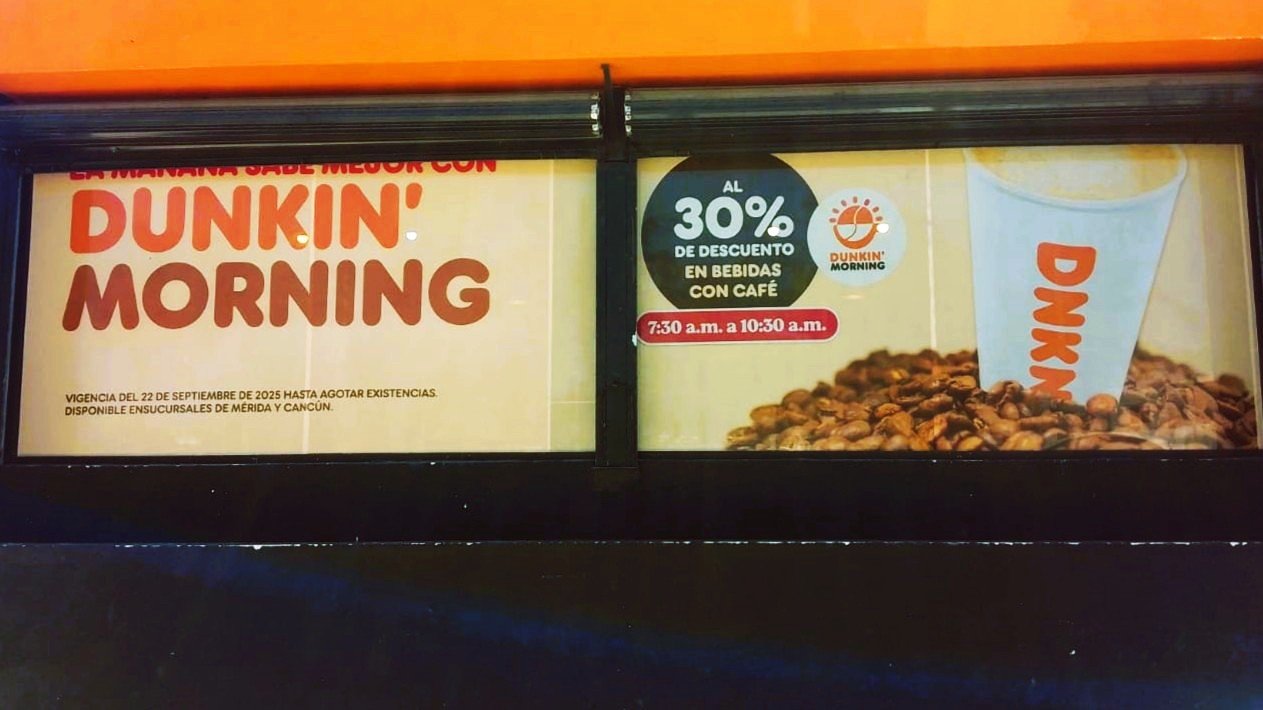 LA MAÑANA SABE MEJOR CON
DUNKIN'
MORNING
VIGENCIA DEL 22 DE SEPTIEMBRE DE 2025 HASTA AGOTAR EXISTENCIAS.
DISPONIBLE ENSUCURSALES DE MÉRIDA Y CANCÚN.
AL
30%
DE DESCUENTO
EN BEBIDAS
CON CAFÉ
DUNKIN'
MORNING
7:30 a.m. a 10:30 a.m.
DNKN